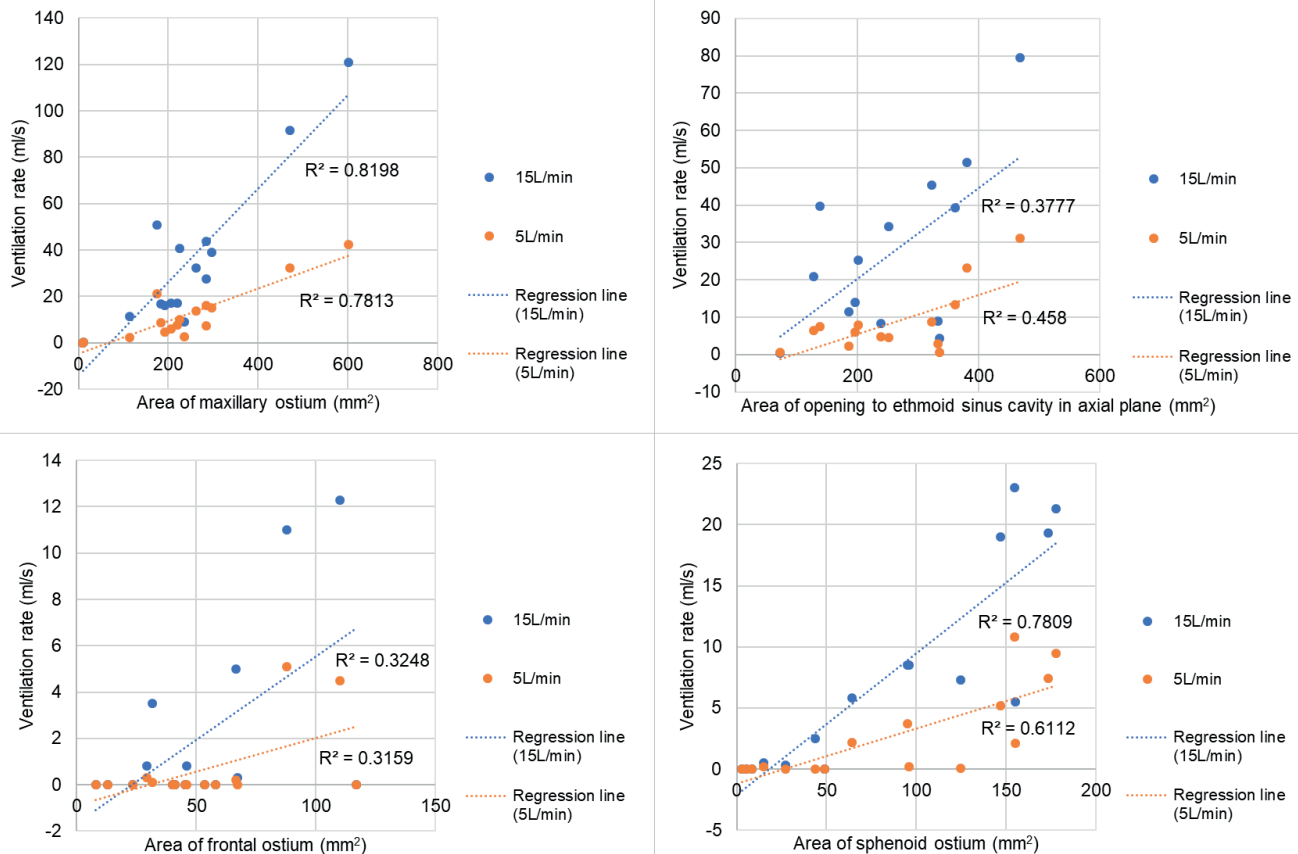 140
120
100
80
60
40
20
0
-20
0
200
400
600
800
Ventilation rate (ml/s)
Area of maxillary ostium (mm²)
R² = 0.8198
R² = 0.7813
15L/min
5L/min
Regression line
(15L/min)
Regression line
(5L/min)
90
80
70
60
50
40
30
20
10
0
-10
0
200
400
600
Ventilation rate (ml/s)
Area of opening to ethmoid sinus cavity in axial plane (mm²)
R² = 0.3777
R² = 0.458
15L/min
5L/min
Regression line
(15L/min)
Regression line
(5L/min)
14
12
10
8
6
4
2
0
-2
0
50
100
150
Ventilation rate (ml/s)
Area of frontal ostium (mm²)
R² = 0.3248
R² = 0.3159
15L/min
5L/min
Regression line
(15L/min)
Regression line
(5L/min)
25
20
15
10
5
0
-5
0
50
100
150
200
Ventilation rate (ml/s)
Area of sphenoid ostium (mm²)
R² = 0.7809
R² = 0.6112
15L/min
5L/min
Regression line
(15L/min)
Regression line
(5L/min)